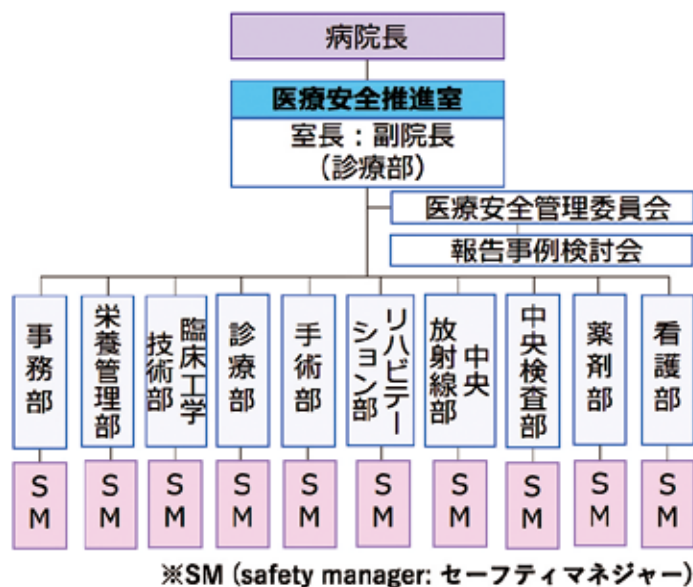 病院長
医療安全推進室
室長：副院長
（診療部）
医療安全管理委員会
報告事例検討会
事務部
栄養管理部
臨床工学
技術部
診療部
手術部
リハビリテー
ション部
中央
放射線部
中央検査部
薬剤部
看護部
SM
SM
SM
SM
SM
SM
SM
SM
SM
SM
※SM (safety manager: セーフティマネジャー)